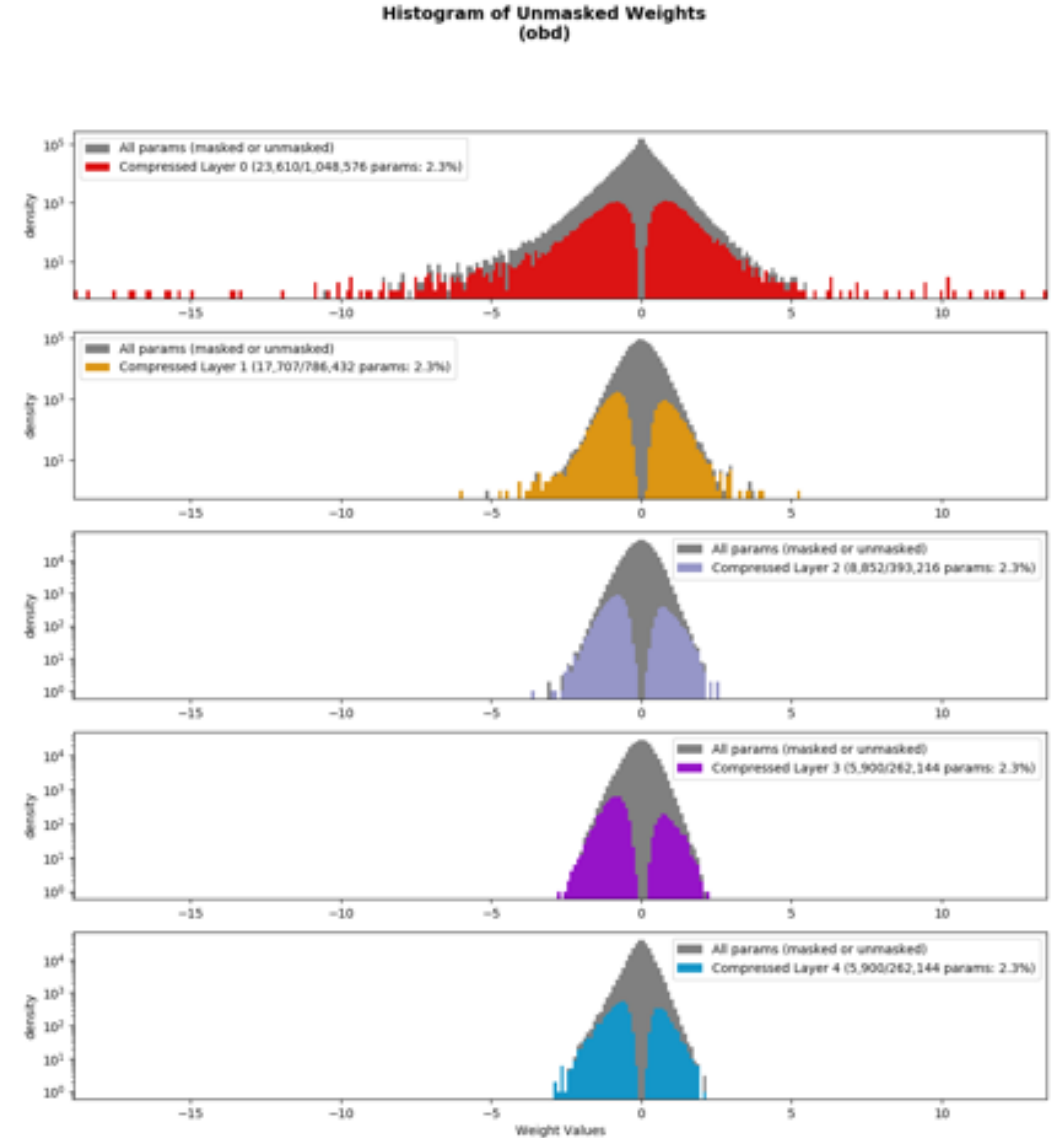 Histogram of Unmasked Weights
(obd)
10⁵
10³
10¹
density
All params (masked or unmasked)
Compressed Layer 0 (23,610/1,048,576 params: 2.3%)
−15 −10 −5 0 5 10
10⁵
10³
10¹
density
All params (masked or unmasked)
Compressed Layer 1 (17,707/786,432 params: 2.3%)
−15 −10 −5 0 5 10
10⁴
10³
10²
10¹
10⁰
density
All params (masked or unmasked)
Compressed Layer 2 (8,852/393,216 params: 2.3%)
−15 −10 −5 0 5 10
10⁴
10³
10²
10¹
10⁰
density
All params (masked or unmasked)
Compressed Layer 3 (5,900/262,144 params: 2.3%)
−15 −10 −5 0 5 10
10⁴
10³
10²
10¹
10⁰
density
All params (masked or unmasked)
Compressed Layer 4 (5,900/262,144 params: 2.3%)
−15 −10 −5 0 5 10
Weight Values